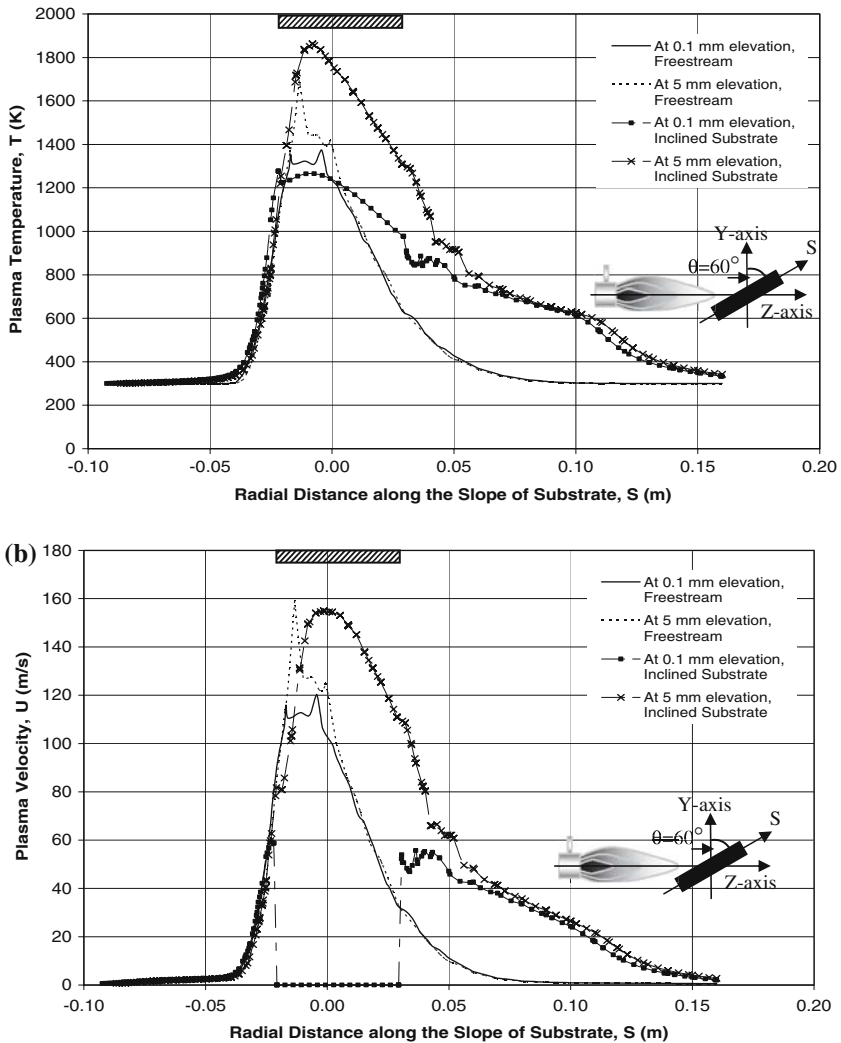 2000
1800
1600
1400
1200
1000
800
600
400
200
0
Plasma Temperature, T (K)
At 0.1 mm elevation,
Freestream
At 5 mm elevation,
Freestream
At 0.1 mm elevation,
Inclined Substrate
At 5 mm elevation,
Inclined Substrate
Y-axis
S
θ=60°
Z-axis
-0.10 -0.05 0.00 0.05 0.10 0.15 0.20
Radial Distance along the Slope of Substrate, S (m)
(b)
180
160
140
120
100
80
60
40
20
0
Plasma Velocity, U (m/s)
At 0.1 mm elevation,
Freestream
At 5 mm elevation,
Freestream
At 0.1 mm elevation,
Inclined Substrate
At 5 mm elevation,
Inclined Substrate
Y-axis
S
θ=60°
Z-axis
-0.10 -0.05 0.00 0.05 0.10 0.15 0.20
Radial Distance along the Slope of Substrate, S (m)